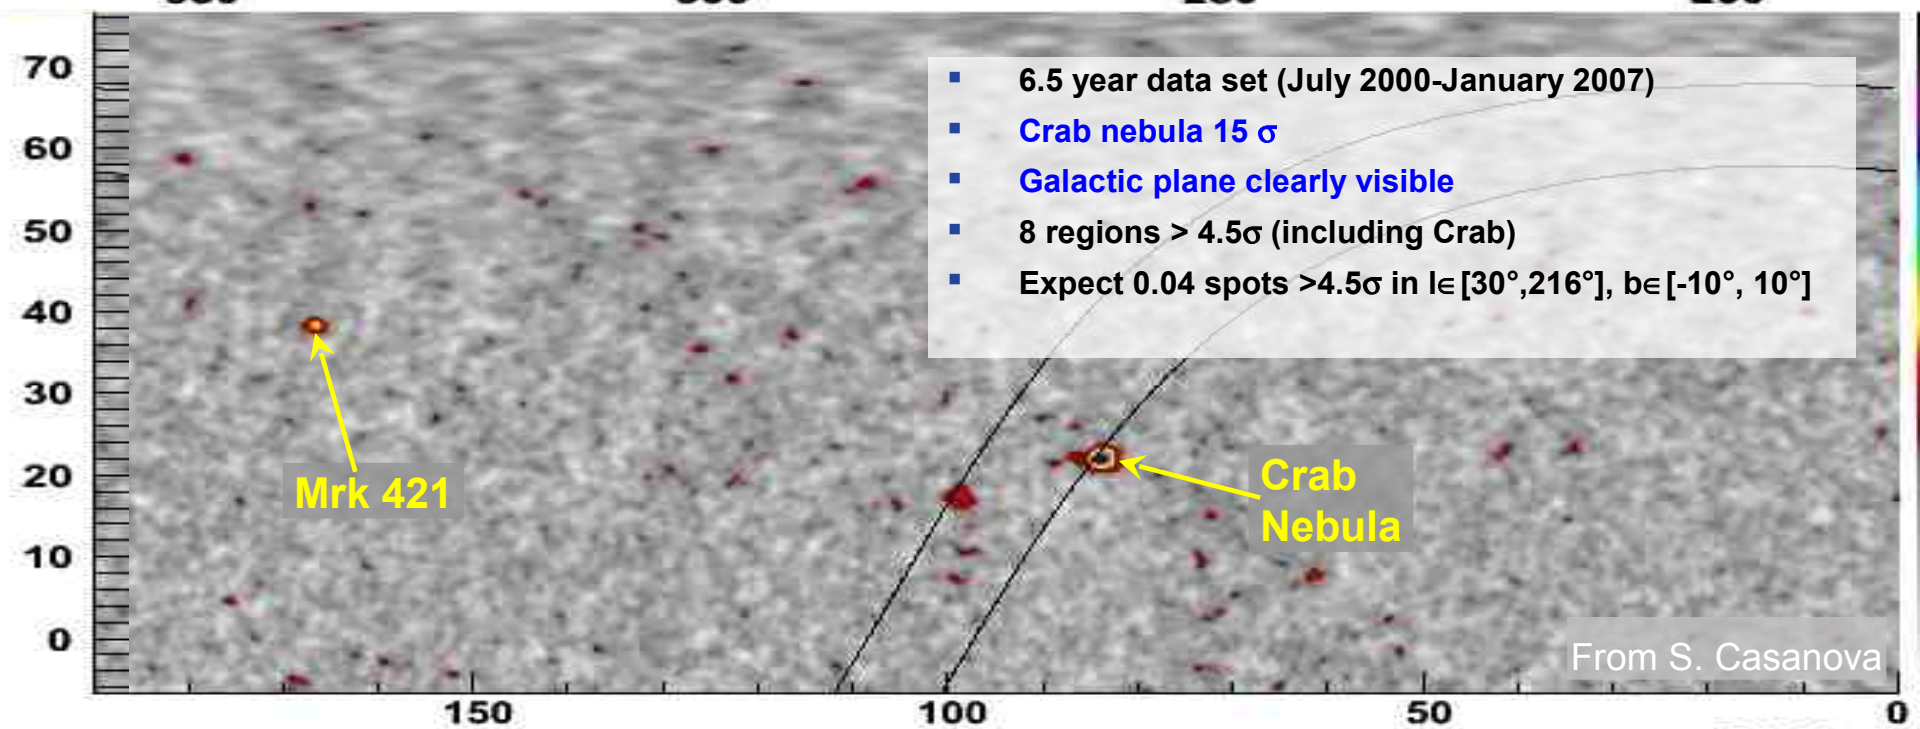 70
60
50
40
30
20
10
0
▪ 6.5 year data set (July 2000-January 2007)
▪ Crab nebula 15 σ
▪ Galactic plane clearly visible
▪ 8 regions > 4.5σ (including Crab)
▪ Expect 0.04 spots >4.5σ in l∈[30°,216°], b∈[-10°, 10°]
Mrk 421
Crab
Nebula
From S. Casanova
150
100
50
0